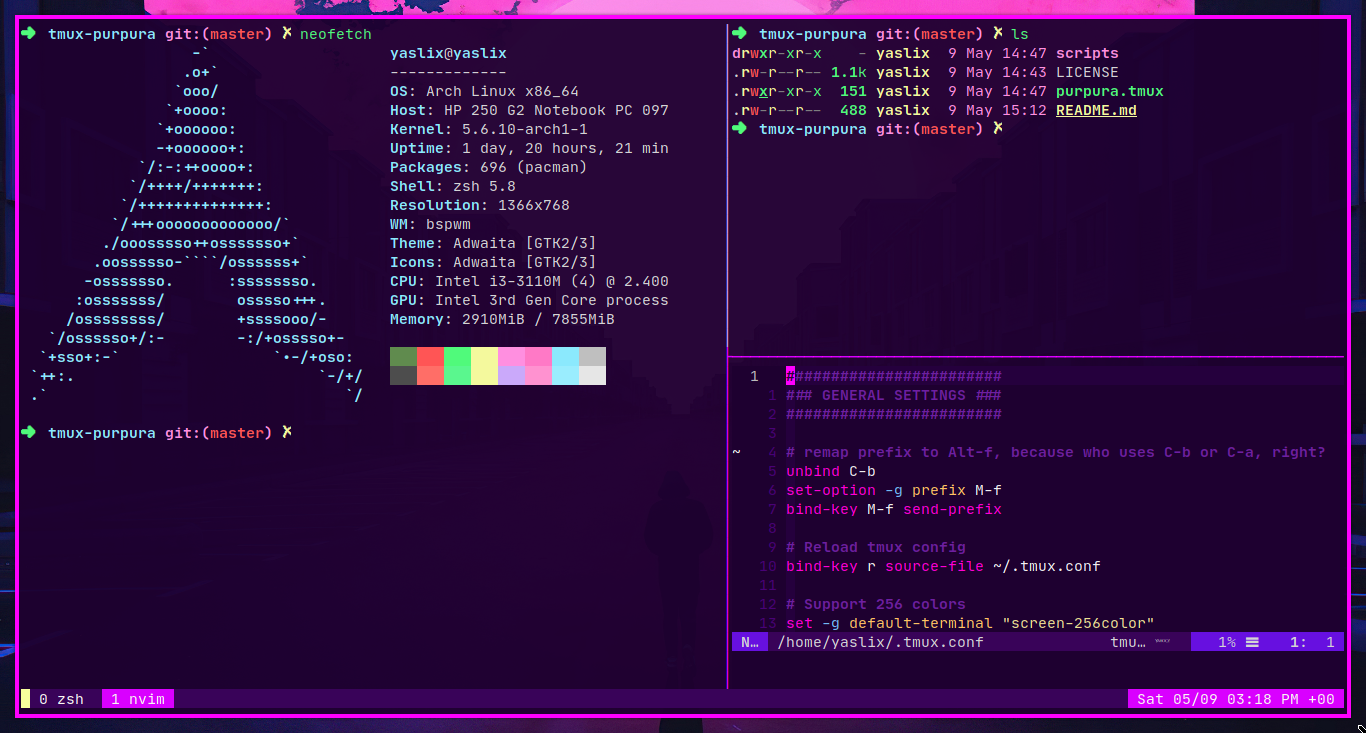 ➜ tmux-purpura git:(master) ✗ neofetch
-`
.o+`
`ooo/
`+oooo:
`+oooooo:
-+oooooo+:
`/:-:++oooo+:
`/++++/+++++++:
`/++++++++++++++:
`/+++ooooooooooooo/`
./ooosssso++osssssso+`
.oossssso-````/ossssss+`
-osssssso. :ssssssso.
:osssssss/ osssso+++.
/ossssssss/ +ssssooo/-
`/ossssso+/:- -:/+osssso+-
`+sso+:-` `•-/+oso:
`++:. `-/+/
.` `/
yaslix@yaslix
-------------
OS: Arch Linux x86_64
Host: HP 250 G2 Notebook PC 097
Kernel: 5.6.10-arch1-1
Uptime: 1 day, 20 hours, 21 min
Packages: 696 (pacman)
Shell: zsh 5.8
Resolution: 1366x768
WM: bspwm
Theme: Adwaita [GTK2/3]
Icons: Adwaita [GTK2/3]
CPU: Intel i3-3110M (4) @ 2.400
GPU: Intel 3rd Gen Core process
Memory: 2910MiB / 7855MiB
➜ tmux-purpura git:(master) ✗
➜ tmux-purpura git:(master) ✗ ls
drwxr-xr-x - yaslix 9 May 14:47 scripts
.rw-r--r-- 1.1k yaslix 9 May 14:43 LICENSE
.rwxr-xr-x 151 yaslix 9 May 14:47 purpura.tmux
.rw-r--r-- 488 yaslix 9 May 15:12 README.md
➜ tmux-purpura git:(master) ✗
1 ########################
1 ### GENERAL SETTINGS ###
2 ########################
3
~ 4 # remap prefix to Alt-f, because who uses C-b or C-a, right?
5 unbind C-b
6 set-option -g prefix M-f
7 bind-key M-f send-prefix
8
9 # Reload tmux config
10 bind-key r source-file ~/.tmux.conf
11
12 # Support 256 colors
13 set -g default-terminal "screen-256color"
N… /home/yaslix/.tmux.conf tmu… 1% ☰ 1: 1
0 zsh 1 nvim Sat 05/09 03:18 PM +00